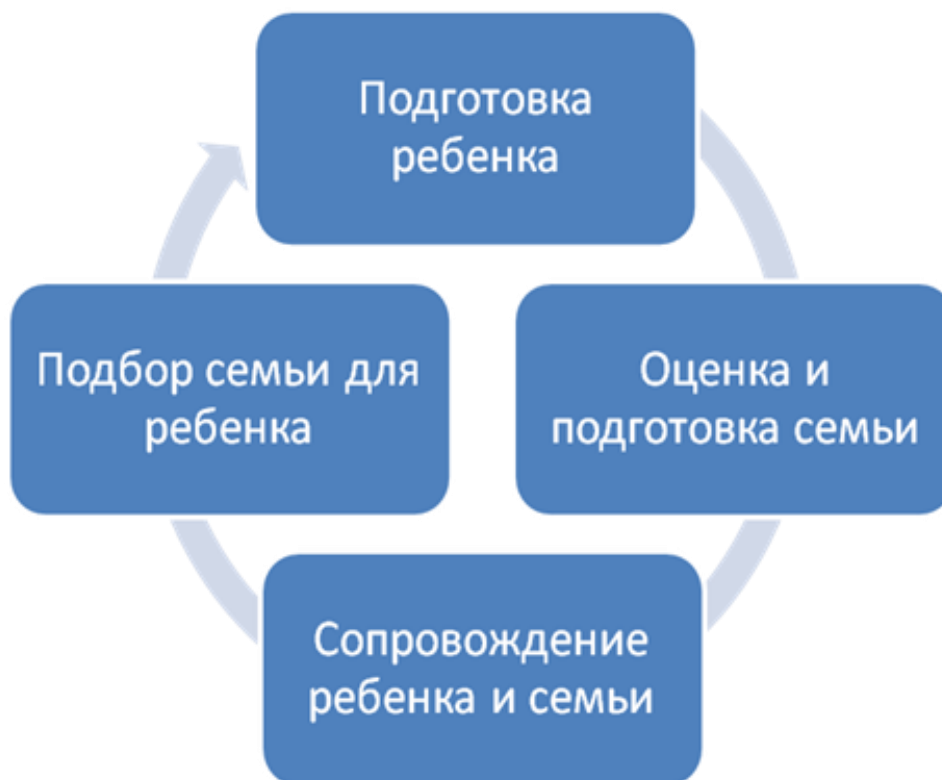 Подготовка
ребенка
Подбор семьи для
ребенка
Оценка и
подготовка семьи
Сопровождение
ребенка и семьи